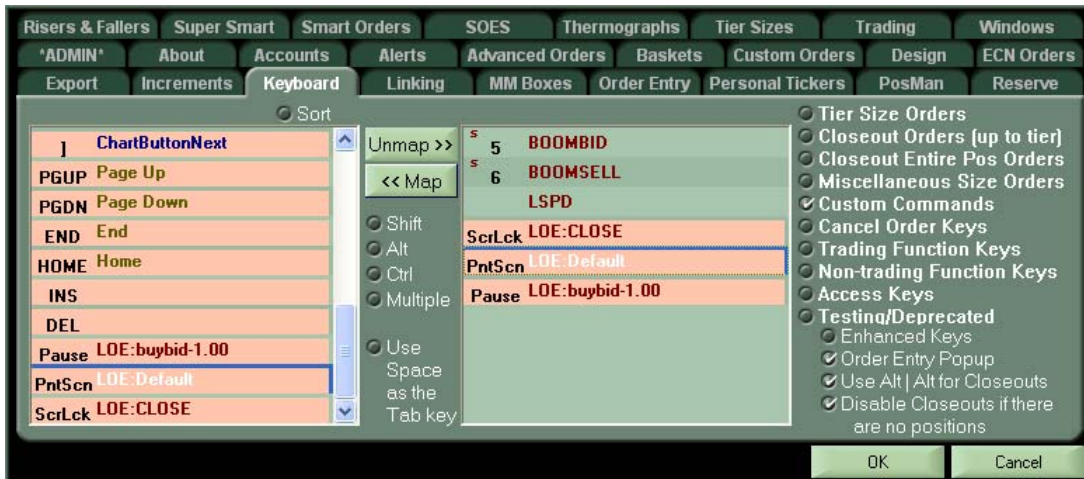 Risers & Fallers Super Smart Smart Orders SOES Thermographs Tier Sizes Trading Windows
*ADMIN* About Accounts Alerts Advanced Orders Baskets Custom Orders Design ECN Orders
Export Increments Keyboard Linking MM Boxes Order Entry Personal Tickers PosMan Reserve
Sort
] ChartButtonNext
PGUP Page Up
PGDN Page Down
END End
HOME Home
INS
DEL
Pause LOE:buybid-1.00
PntScn LOE:Default
ScrLck LOE:CLOSE
Unmap >>
<< Map
Shift
Alt
Ctrl
Multiple
Use
Space
as the
Tab key
s 5 BOOMBID
s 6 BOOMSELL
LSPD
ScrLck LOE:CLOSE
PntScn LOE:Default
Pause LOE:buybid-1.00
Tier Size Orders
Closeout Orders (up to tier)
Closeout Entire Pos Orders
Miscellaneous Size Orders
Custom Commands
Cancel Order Keys
Trading Function Keys
Non-trading Function Keys
Access Keys
Testing/Deprecated
Enhanced Keys
Order Entry Popup
Use Alt | Alt for Closeouts
Disable Closeouts if there
are no positions
OK Cancel